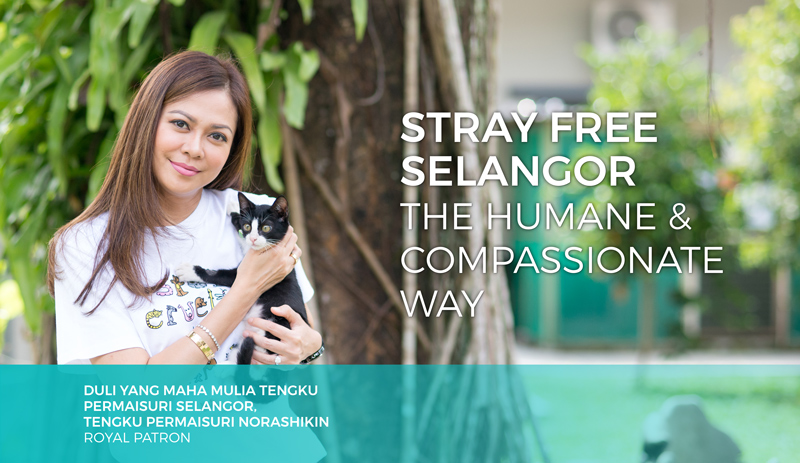 STRAY FREE
SELANGOR
THE HUMANE &
COMPASSIONATE
WAY
cruel
DULI YANG MAHA MULIA TENGKU
PERMAISURI SELANGOR,
TENGKU PERMAISURI NORASHIKIN
ROYAL PATRON